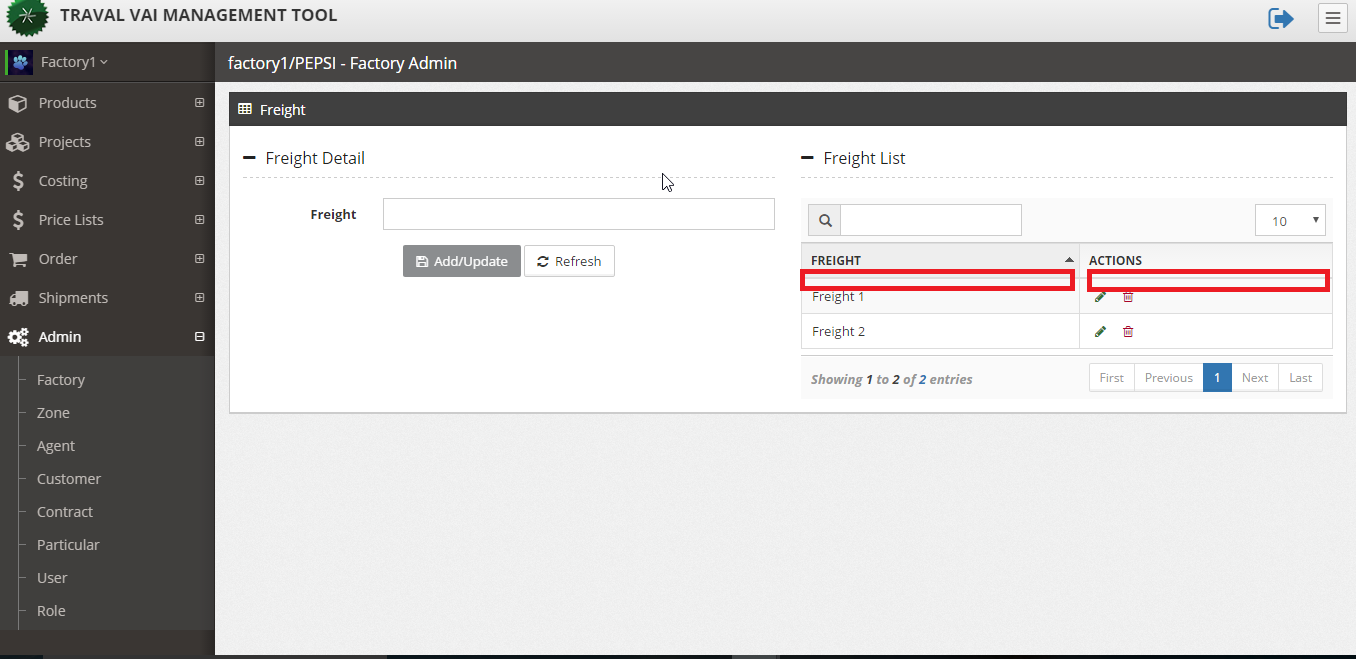 TRAVAL VAI MANAGEMENT TOOL
Factory1
factory1/PEPSI - Factory Admin
Products
Projects
Costing
Price Lists
Order
Shipments
Admin
Factory
Zone
Agent
Customer
Contract
Particular
User
Role
Freight
Freight Detail
Freight
Add/Update Refresh
Freight List
10
FREIGHT ACTIONS
Freight 1
Freight 2
Showing 1 to 2 of 2 entries
First Previous 1 Next Last